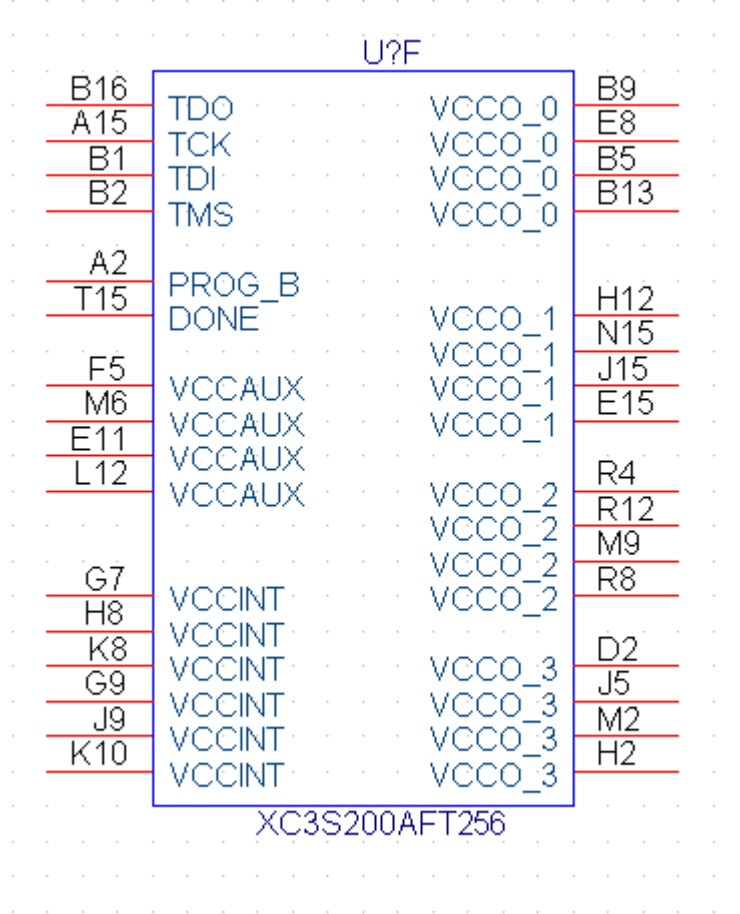 U?F
B16 TDO VCCO_0 B9
A15 TCK VCCO_0 E8
B1 TDI VCCO_0 B5
B2 TMS VCCO_0 B13
A2 PROG_B
T15 DONE VCCO_1 H12
VCCO_1 N15
F5 VCCAUX VCCO_1 J15
M6 VCCAUX VCCO_1 E15
E11 VCCAUX
L12 VCCAUX VCCO_2 R4
VCCO_2 R12
VCCO_2 M9
G7 VCCINT VCCO_2 R8
H8 VCCINT
K8 VCCINT VCCO_3 D2
G9 VCCINT VCCO_3 J5
J9 VCCINT VCCO_3 M2
K10 VCCINT VCCO_3 H2
XC3S200AFT256